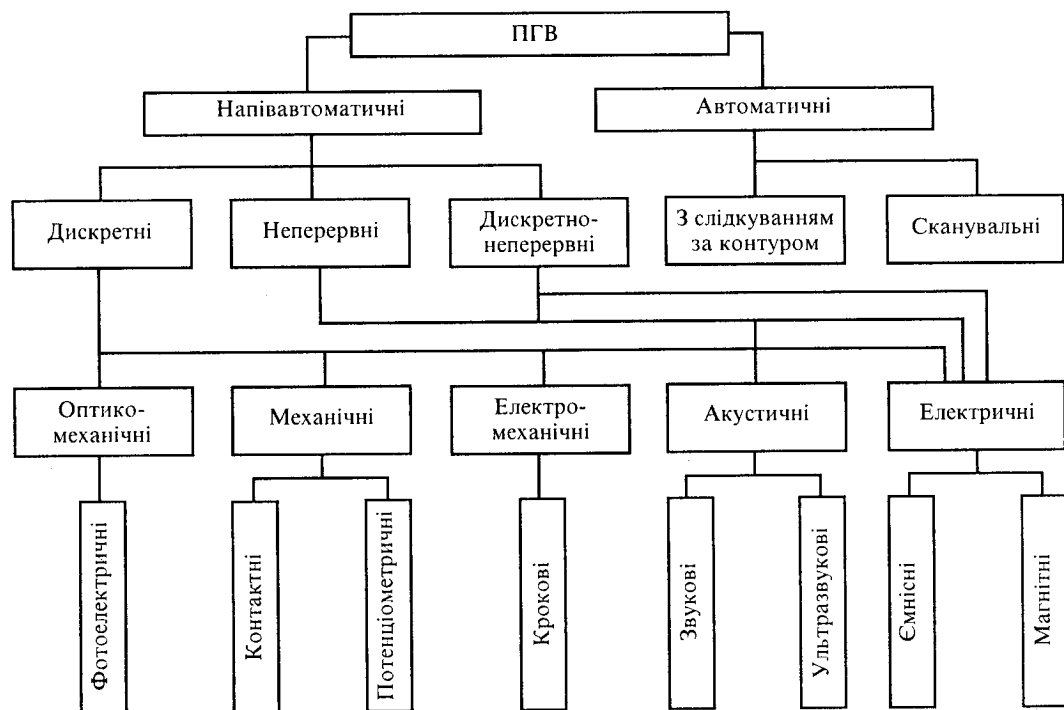 ПГВ
Напівавтоматичні
Автоматичні
Дискретні
Неперервні
Дискретно-
неперервні
З слідкуванням
за контуром
Сканувальні
Оптико-
механічні
Механічні
Електро-
механічні
Акустичні
Електричні
Фотоелектричні
Контактні
Потенціометричні
Крокові
Звукові
Ультразвукові
Ємнісні
Магнітні